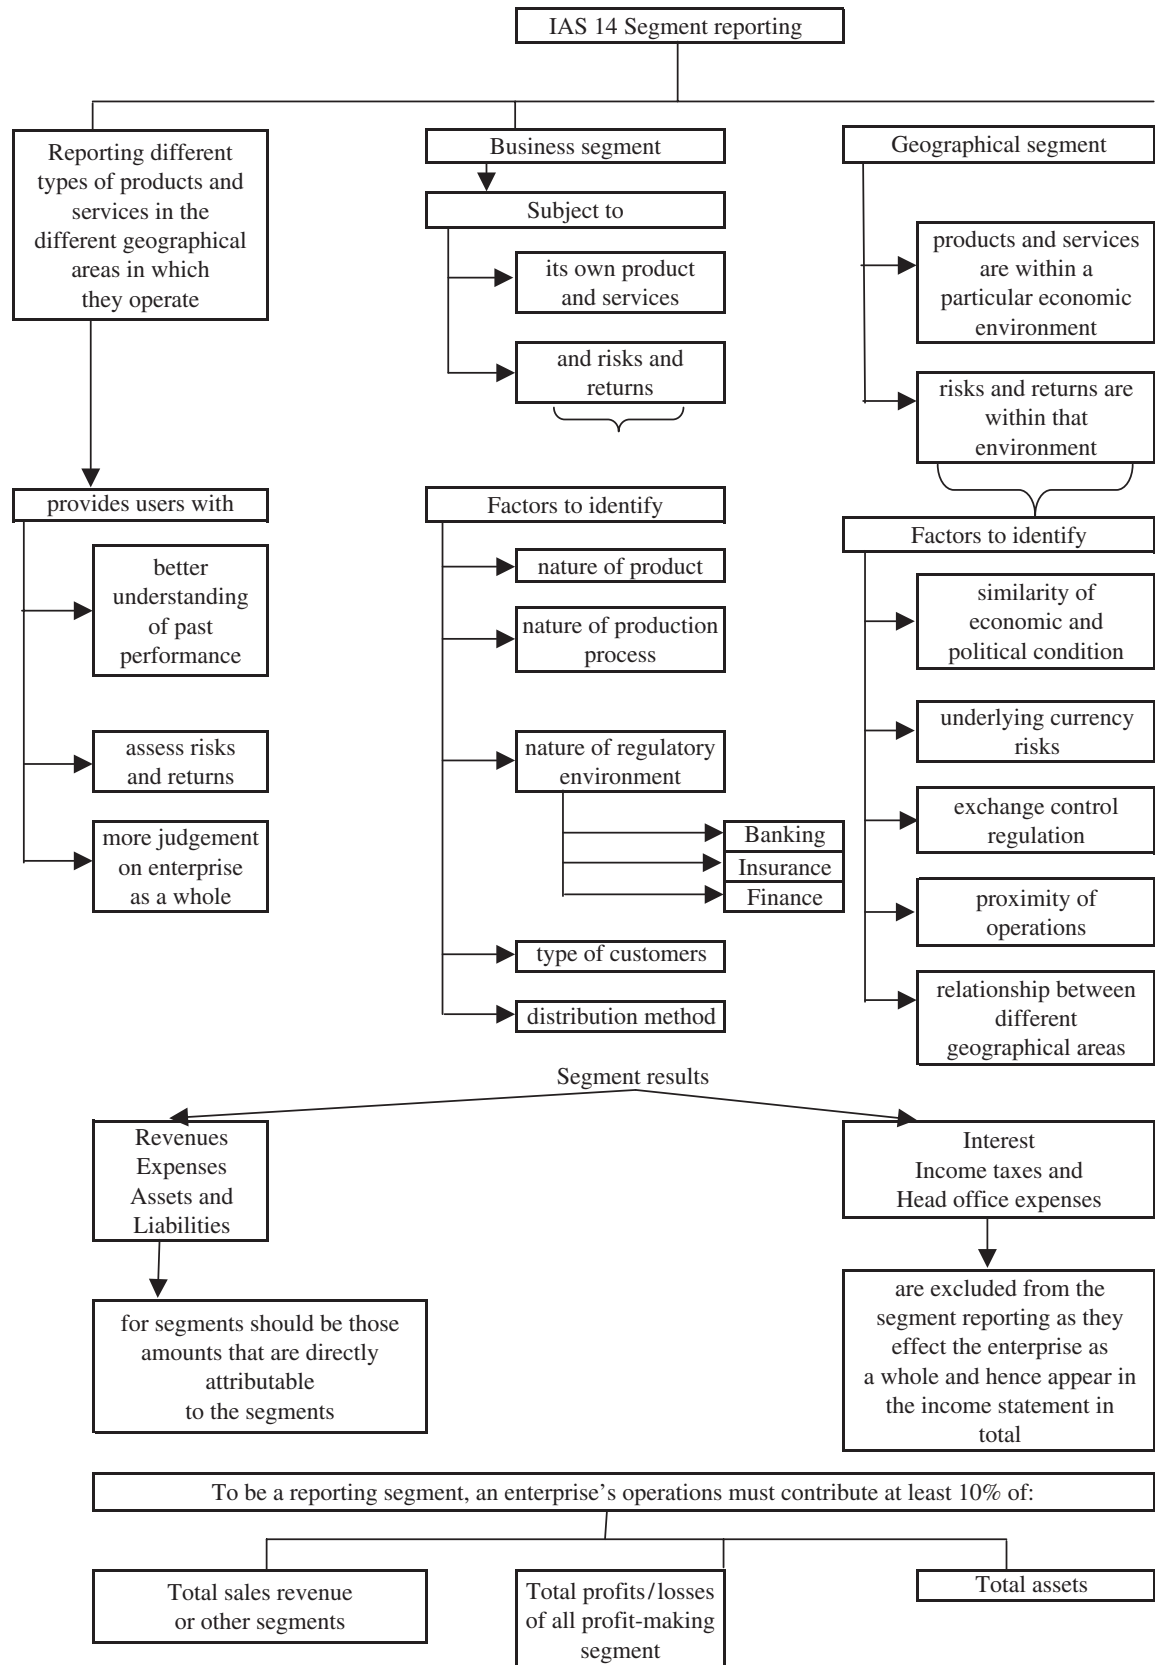 IAS 14 Segment reporting
Reporting different
types of products and
services in the
different geographical
areas in which
they operate
provides users with
better
understanding
of past
performance
assess risks
and returns
more judgement
on enterprise
as a whole
Business segment
Subject to
its own product
and services
and risks and
returns
Factors to identify
nature of product
nature of production
process
nature of regulatory
environment
Banking
Insurance
Finance
type of customers
distribution method
Geographical segment
products and services
are within a
particular economic
environment
risks and returns are
within that
environment
Factors to identify
similarity of
economic and
political condition
underlying currency
risks
exchange control
regulation
proximity of
operations
relationship between
different
geographical areas
Segment results
Revenues
Expenses
Assets and
Liabilities
for segments should be those
amounts that are directly
attributable
to the segments
Interest
Income taxes and
Head office expenses
are excluded from the
segment reporting as they
effect the enterprise as
a whole and hence appear in
the income statement in
total
To be a reporting segment, an enterprise’s operations must contribute at least 10% of:
Total sales revenue
or other segments
Total profits/losses
of all profit-making
segment
Total assets